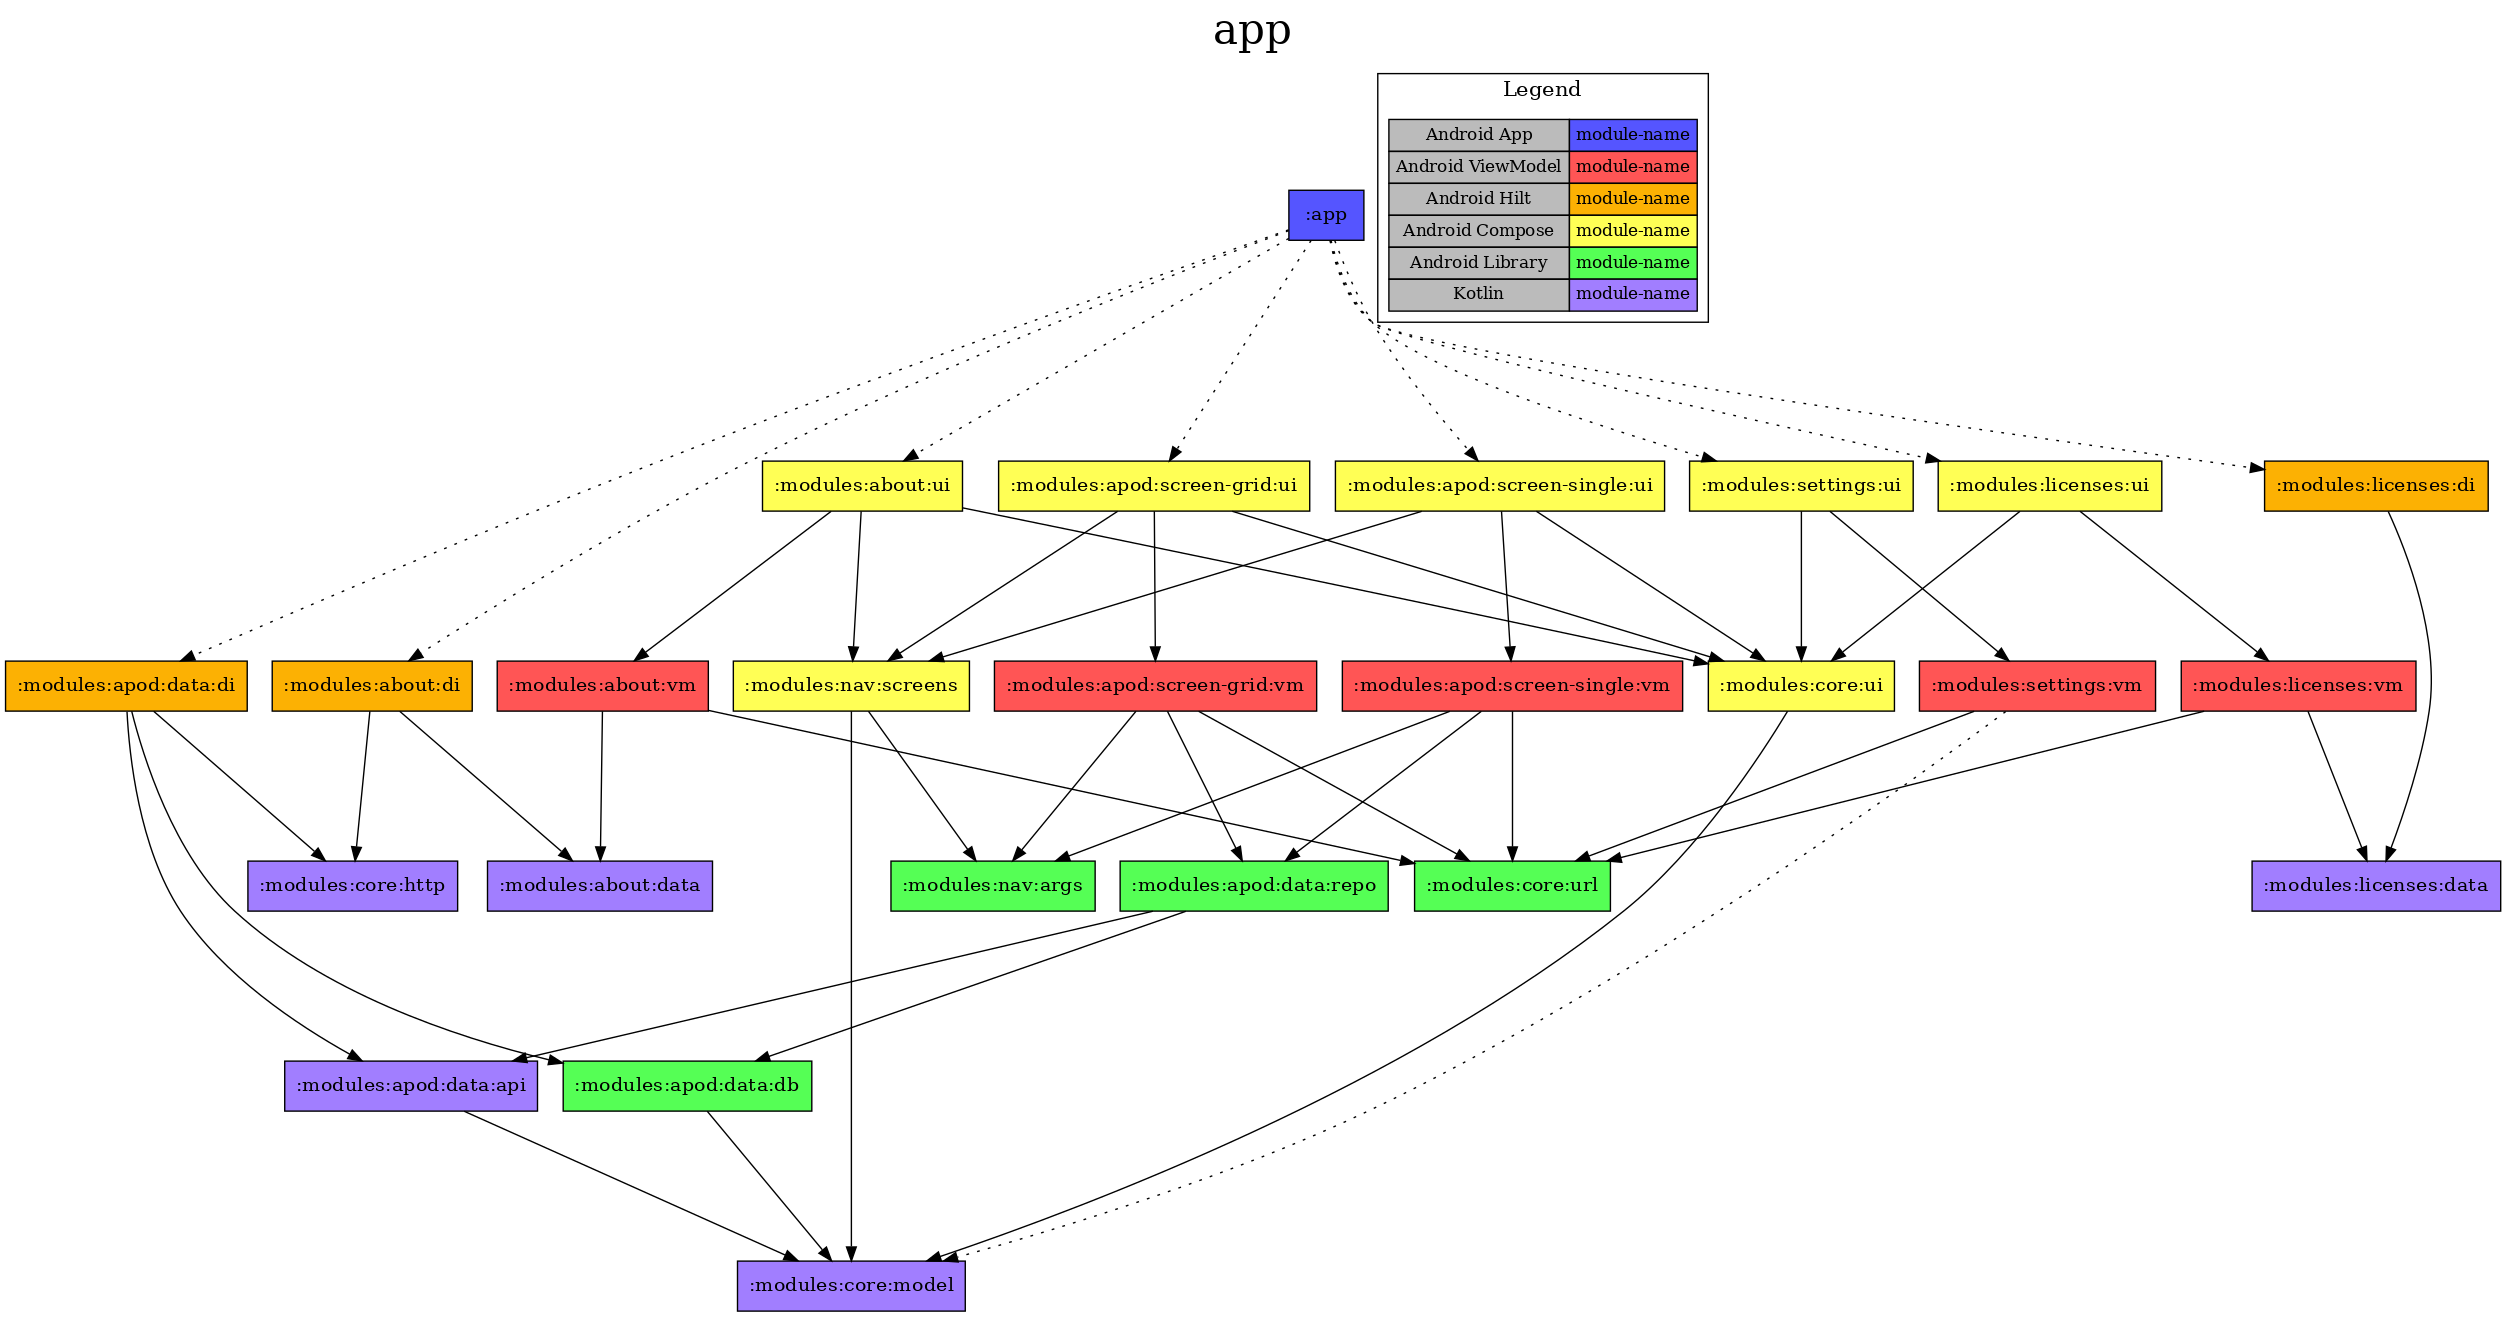 app
Legend
Android App module-name
Android ViewModel module-name
Android Hilt module-name
Android Compose module-name
Android Library module-name
Kotlin module-name
:app
:modules:about:ui
:modules:apod:screen-grid:ui
:modules:apod:screen-single:ui
:modules:settings:ui
:modules:licenses:ui
:modules:licenses:di
:modules:apod:data:di
:modules:about:di
:modules:about:vm
:modules:nav:screens
:modules:apod:screen-grid:vm
:modules:apod:screen-single:vm
:modules:core:ui
:modules:settings:vm
:modules:licenses:vm
:modules:core:http
:modules:about:data
:modules:nav:args
:modules:apod:data:repo
:modules:core:url
:modules:licenses:data
:modules:apod:data:api
:modules:apod:data:db
:modules:core:model